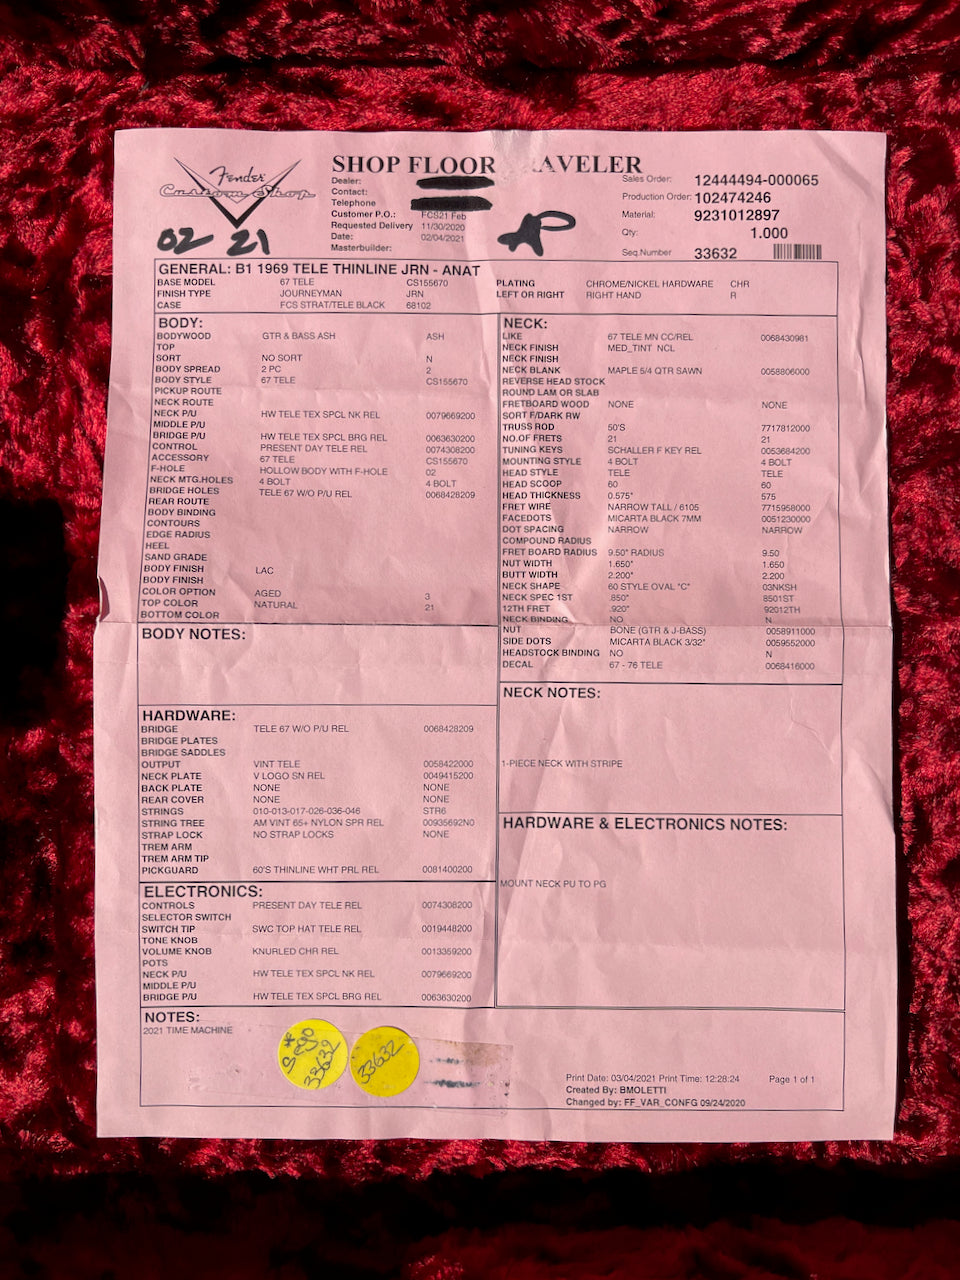 Fender
Custom Shop
02 21
SHOP FLOOR AVELER
Dealer:
Contact:
Telephone
Customer P.O.: FCS21 Feb
Requested Delivery 11/30/2020
Date: 02/04/2021
Masterbuilder:
Sales Order: 12444494-000065
Production Order: 102474246
Material: 9231012897
Qty: 1.000
Seq.Number 33632
GENERAL: B1 1969 TELE THINLINE JRN - ANAT
BASE MODEL 67 TELE CS155670
FINISH TYPE JOURNEYMAN JRN
CASE FCS STRAT/TELE BLACK 68102
PLATING CHROME/NICKEL HARDWARE CHR
LEFT OR RIGHT RIGHT HAND R
BODY:
BODYWOOD GTR & BASS ASH ASH
TOP
SORT NO SORT N
BODY SPREAD 2 PC 2
BODY STYLE 67 TELE CS155670
PICKUP ROUTE
NECK ROUTE
NECK P/U HW TELE TEX SPCL NK REL 0079669200
MIDDLE P/U
BRIDGE P/U HW TELE TEX SPCL BRG REL 0063630200
CONTROL PRESENT DAY TELE REL 0074308200
ACCESSORY 67 TELE CS155670
F-HOLE HOLLOW BODY WITH F-HOLE 02
NECK MTG.HOLES 4 BOLT 4 BOLT
BRIDGE HOLES TELE 67 W/O P/U REL 0068428209
REAR ROUTE
BODY BINDING
CONTOURS
EDGE RADIUS
HEEL
SAND GRADE
BODY FINISH LAC
BODY FINISH
COLOR OPTION AGED 3
TOP COLOR NATURAL 21
BOTTOM COLOR
BODY NOTES:
HARDWARE:
BRIDGE TELE 67 W/O P/U REL 0068428209
BRIDGE PLATES
BRIDGE SADDLES
OUTPUT VINT TELE 0058422000
NECK PLATE V LOGO SN REL 0049415200
BACK PLATE NONE NONE
REAR COVER NONE NONE
STRINGS 010-013-017-026-036-046 STR6
STRING TREE AM VINT 65+ NYLON SPR REL 00935692N0
STRAP LOCK NO STRAP LOCKS NONE
TREM ARM
TREM ARM TIP
PICKGUARD 60'S THINLINE WHT PRL REL 0081400200
ELECTRONICS:
CONTROLS PRESENT DAY TELE REL 0074308200
SELECTOR SWITCH
SWITCH TIP SWC TOP HAT TELE REL 0019448200
TONE KNOB
VOLUME KNOB KNURLED CHR REL 0013359200
POTS
NECK P/U HW TELE TEX SPCL NK REL 0079669200
MIDDLE P/U
BRIDGE P/U HW TELE TEX SPCL BRG REL 0063630200
NECK:
LIKE 67 TELE MN CC/REL 0068430981
NECK FINISH MED_TINT NCL
NECK FINISH
NECK BLANK MAPLE 5/4 QTR SAWN 0058806000
REVERSE HEAD STOCK
ROUND LAM OR SLAB
FRETBOARD WOOD NONE NONE
SORT F/DARK RW
TRUSS ROD 50'S 7717812000
NO.OF FRETS 21 21
TUNING KEYS SCHALLER F KEY REL 0053684200
MOUNTING STYLE 4 BOLT 4 BOLT
HEAD STYLE TELE TELE
HEAD SCOOP 60 60
HEAD THICKNESS 0.575" 575
FRET WIRE NARROW TALL / 6105 7715958000
FACEDOTS MICARTA BLACK 7MM 0051230000
DOT SPACING NARROW NARROW
COMPOUND RADIUS
FRET BOARD RADIUS 9.50" RADIUS 9.50
NUT WIDTH 1.650" 1.650
BUTT WIDTH 2.200" 2.200
NECK SHAPE 60 STYLE OVAL "C" 03NKSH
NECK SPEC 1ST .850" 8501ST
12TH FRET .920" 92012TH
NECK BINDING NO N
NUT BONE (GTR & J-BASS) 0058911000
SIDE DOTS MICARTA BLACK 3/32" 0059552000
HEADSTOCK BINDING NO N
DECAL 67 - 76 TELE 0068416000
NECK NOTES:
1-PIECE NECK WITH STRIPE
HARDWARE & ELECTRONICS NOTES:
MOUNT NECK PU TO PG
NOTES:
2021 TIME MACHINE
33632
33632
Print Date: 03/04/2021 Print Time: 12:28:24 Page 1 of 1
Created By: BMOLETTI
Changed by: FF_VAR_CONFG 09/24/2020